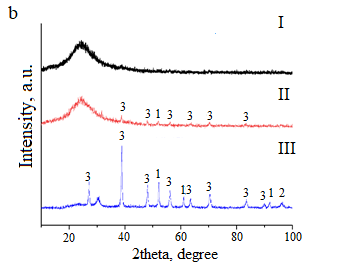 b
I
II
3 3 1 3 3 3 3
III
3 3 3 1 3 13 3 3 3 1 2
20 40 60 80 100
2theta, degree
Intensity, a.u.